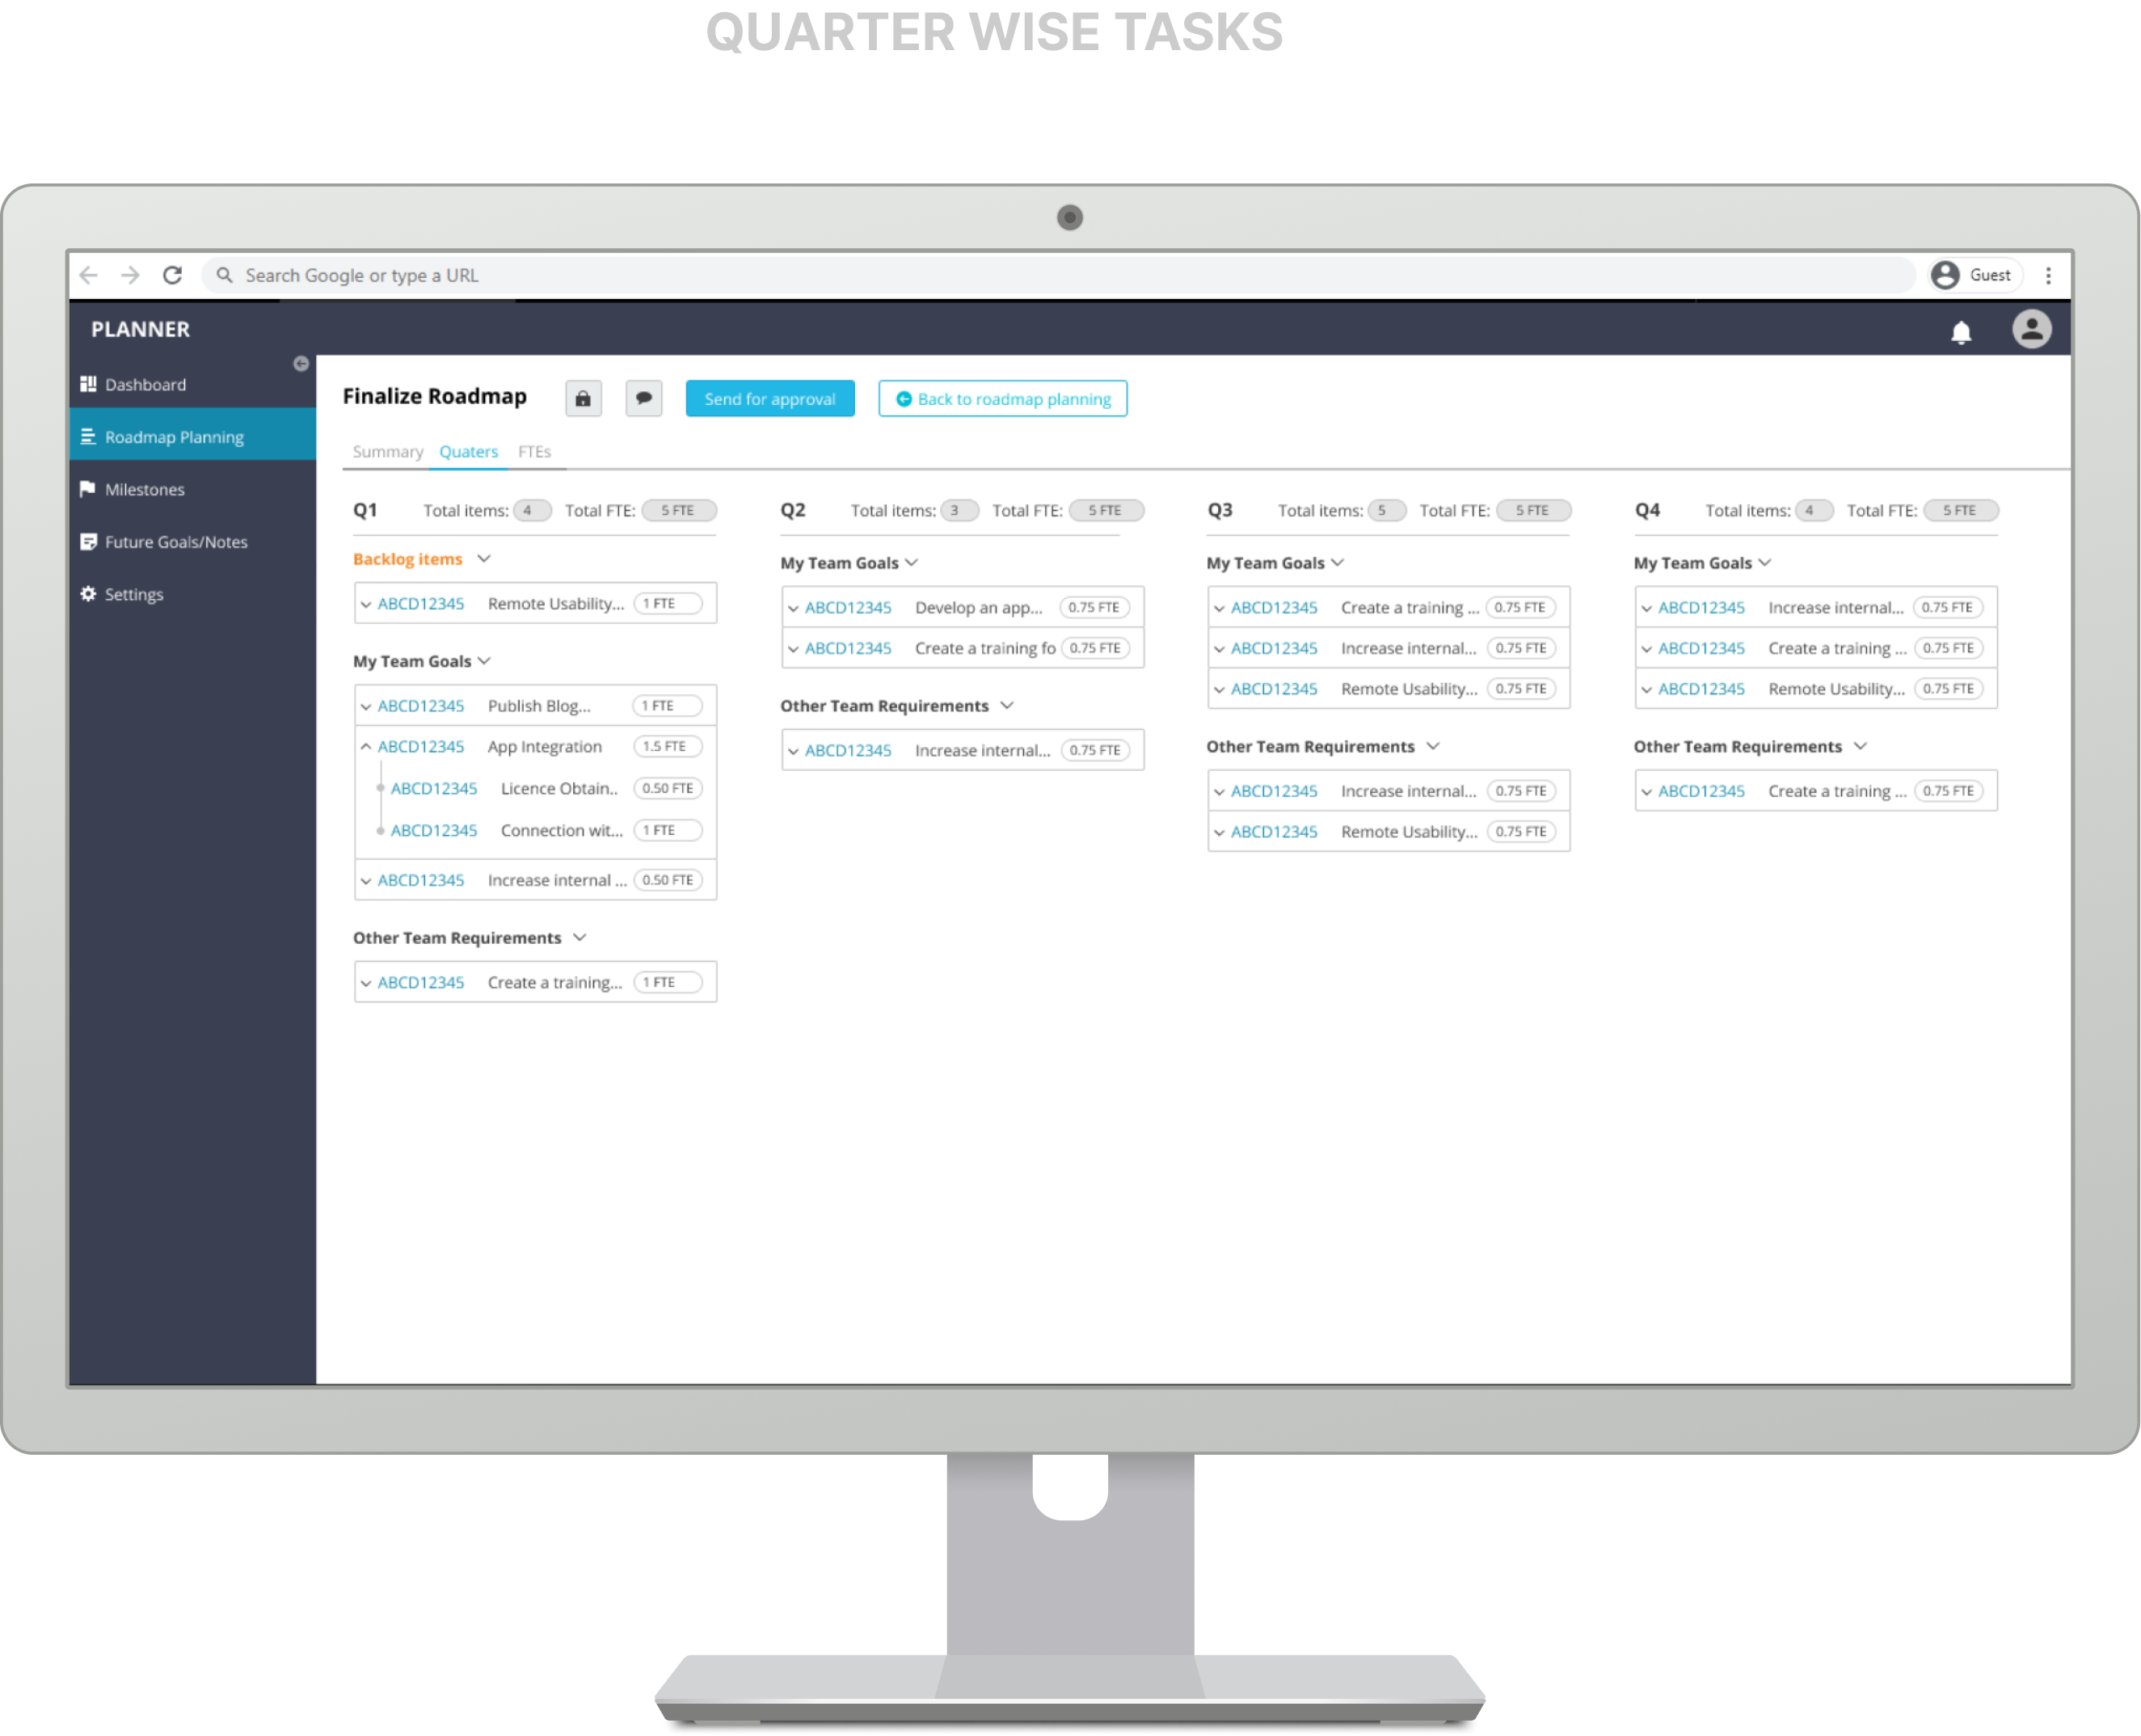 QUARTER WISE TASKS
Search Google or type a URL
Guest
PLANNER
Dashboard
Roadmap Planning
Milestones
Future Goals/Notes
Settings
Finalize Roadmap
Send for approval
Back to roadmap planning
Summary Quaters FTEs
Q1 Total items: 4 Total FTE: 5 FTE
Backlog items
ABCD12345 Remote Usability... 1 FTE
My Team Goals
ABCD12345 Publish Blog... 1 FTE
ABCD12345 App Integration 1.5 FTE
ABCD12345 Licence Obtain.. 0.50 FTE
ABCD12345 Connection wit... 1 FTE
ABCD12345 Increase internal ... 0.50 FTE
Other Team Requirements
ABCD12345 Create a training... 1 FTE
Q2 Total items: 3 Total FTE: 5 FTE
My Team Goals
ABCD12345 Develop an app... 0.75 FTE
ABCD12345 Create a training fo 0.75 FTE
Other Team Requirements
ABCD12345 Increase internal... 0.75 FTE
Q3 Total items: 5 Total FTE: 5 FTE
My Team Goals
ABCD12345 Create a training ... 0.75 FTE
ABCD12345 Increase internal... 0.75 FTE
ABCD12345 Remote Usability... 0.75 FTE
Other Team Requirements
ABCD12345 Increase internal... 0.75 FTE
ABCD12345 Remote Usability... 0.75 FTE
Q4 Total items: 4 Total FTE: 5 FTE
My Team Goals
ABCD12345 Increase internal... 0.75 FTE
ABCD12345 Create a training ... 0.75 FTE
ABCD12345 Remote Usability... 0.75 FTE
Other Team Requirements
ABCD12345 Create a training ... 0.75 FTE